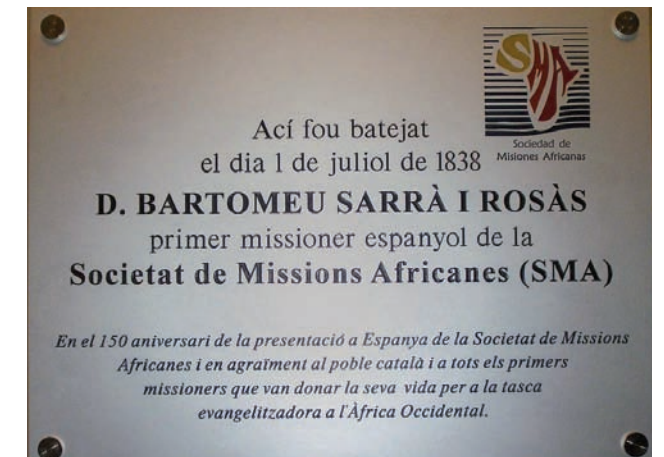 SMA
Sociedad de
Misiones Africanas
Ací fou batejat
el dia 1 de juliol de 1838
D. BARTOMEU SARRÀ I ROSÀS
primer missioner espanyol de la
Societat de Missions Africanes (SMA)
En el 150 aniversari de la presentació a Espanya de la Societat de Missions
Africanes i en agraïment al poble català i a tots els primers
missioners que van donar la seva vida per a la tasca
evangelitzadora a l'Àfrica Occidental.